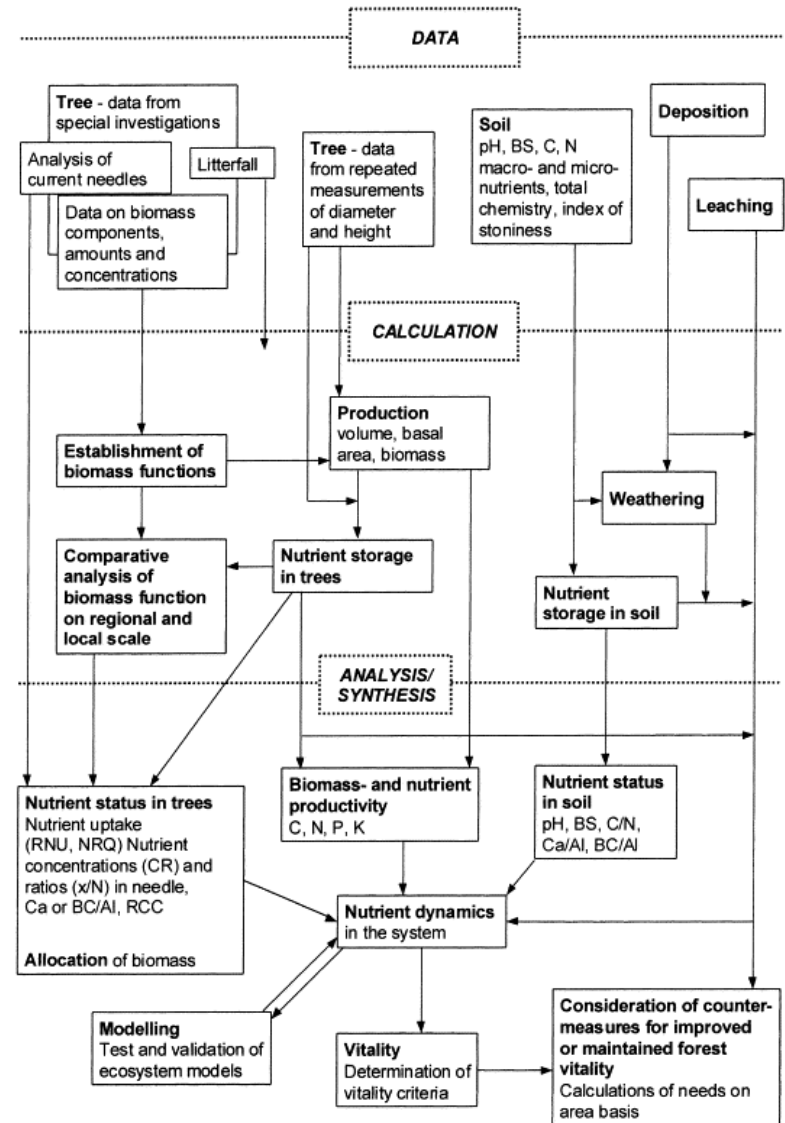 DATA
Tree - data from
special investigations
Analysis of
current needles
Litterfall
Data on biomass
components,
amounts and
concentrations
Tree - data
from repeated
measurements
of diameter
and height
Soil
pH, BS, C, N
macro- and micro-
nutrients, total
chemistry, index of
stoniness
Deposition
Leaching
CALCULATION
Production
volume, basal
area, biomass
Establishment of
biomass functions
Weathering
Comparative
analysis of
biomass function
on regional and
local scale
Nutrient storage
in trees
Nutrient
storage in soil
ANALYSIS/
SYNTHESIS
Nutrient status in trees
Nutrient uptake
(RNU, NRQ) Nutrient
concentrations (CR) and
ratios (x/N) in needle,
Ca or BC/Al, RCC
Allocation of biomass
Biomass- and nutrient
productivity
C, N, P, K
Nutrient status
in soil
pH, BS, C/N,
Ca/Al, BC/Al
Nutrient dynamics
in the system
Modelling
Test and validation of
ecosystem models
Vitality
Determination of
vitality criteria
Consideration of counter-
measures for improved
or maintained forest
vitality
Calculations of needs on
area basis